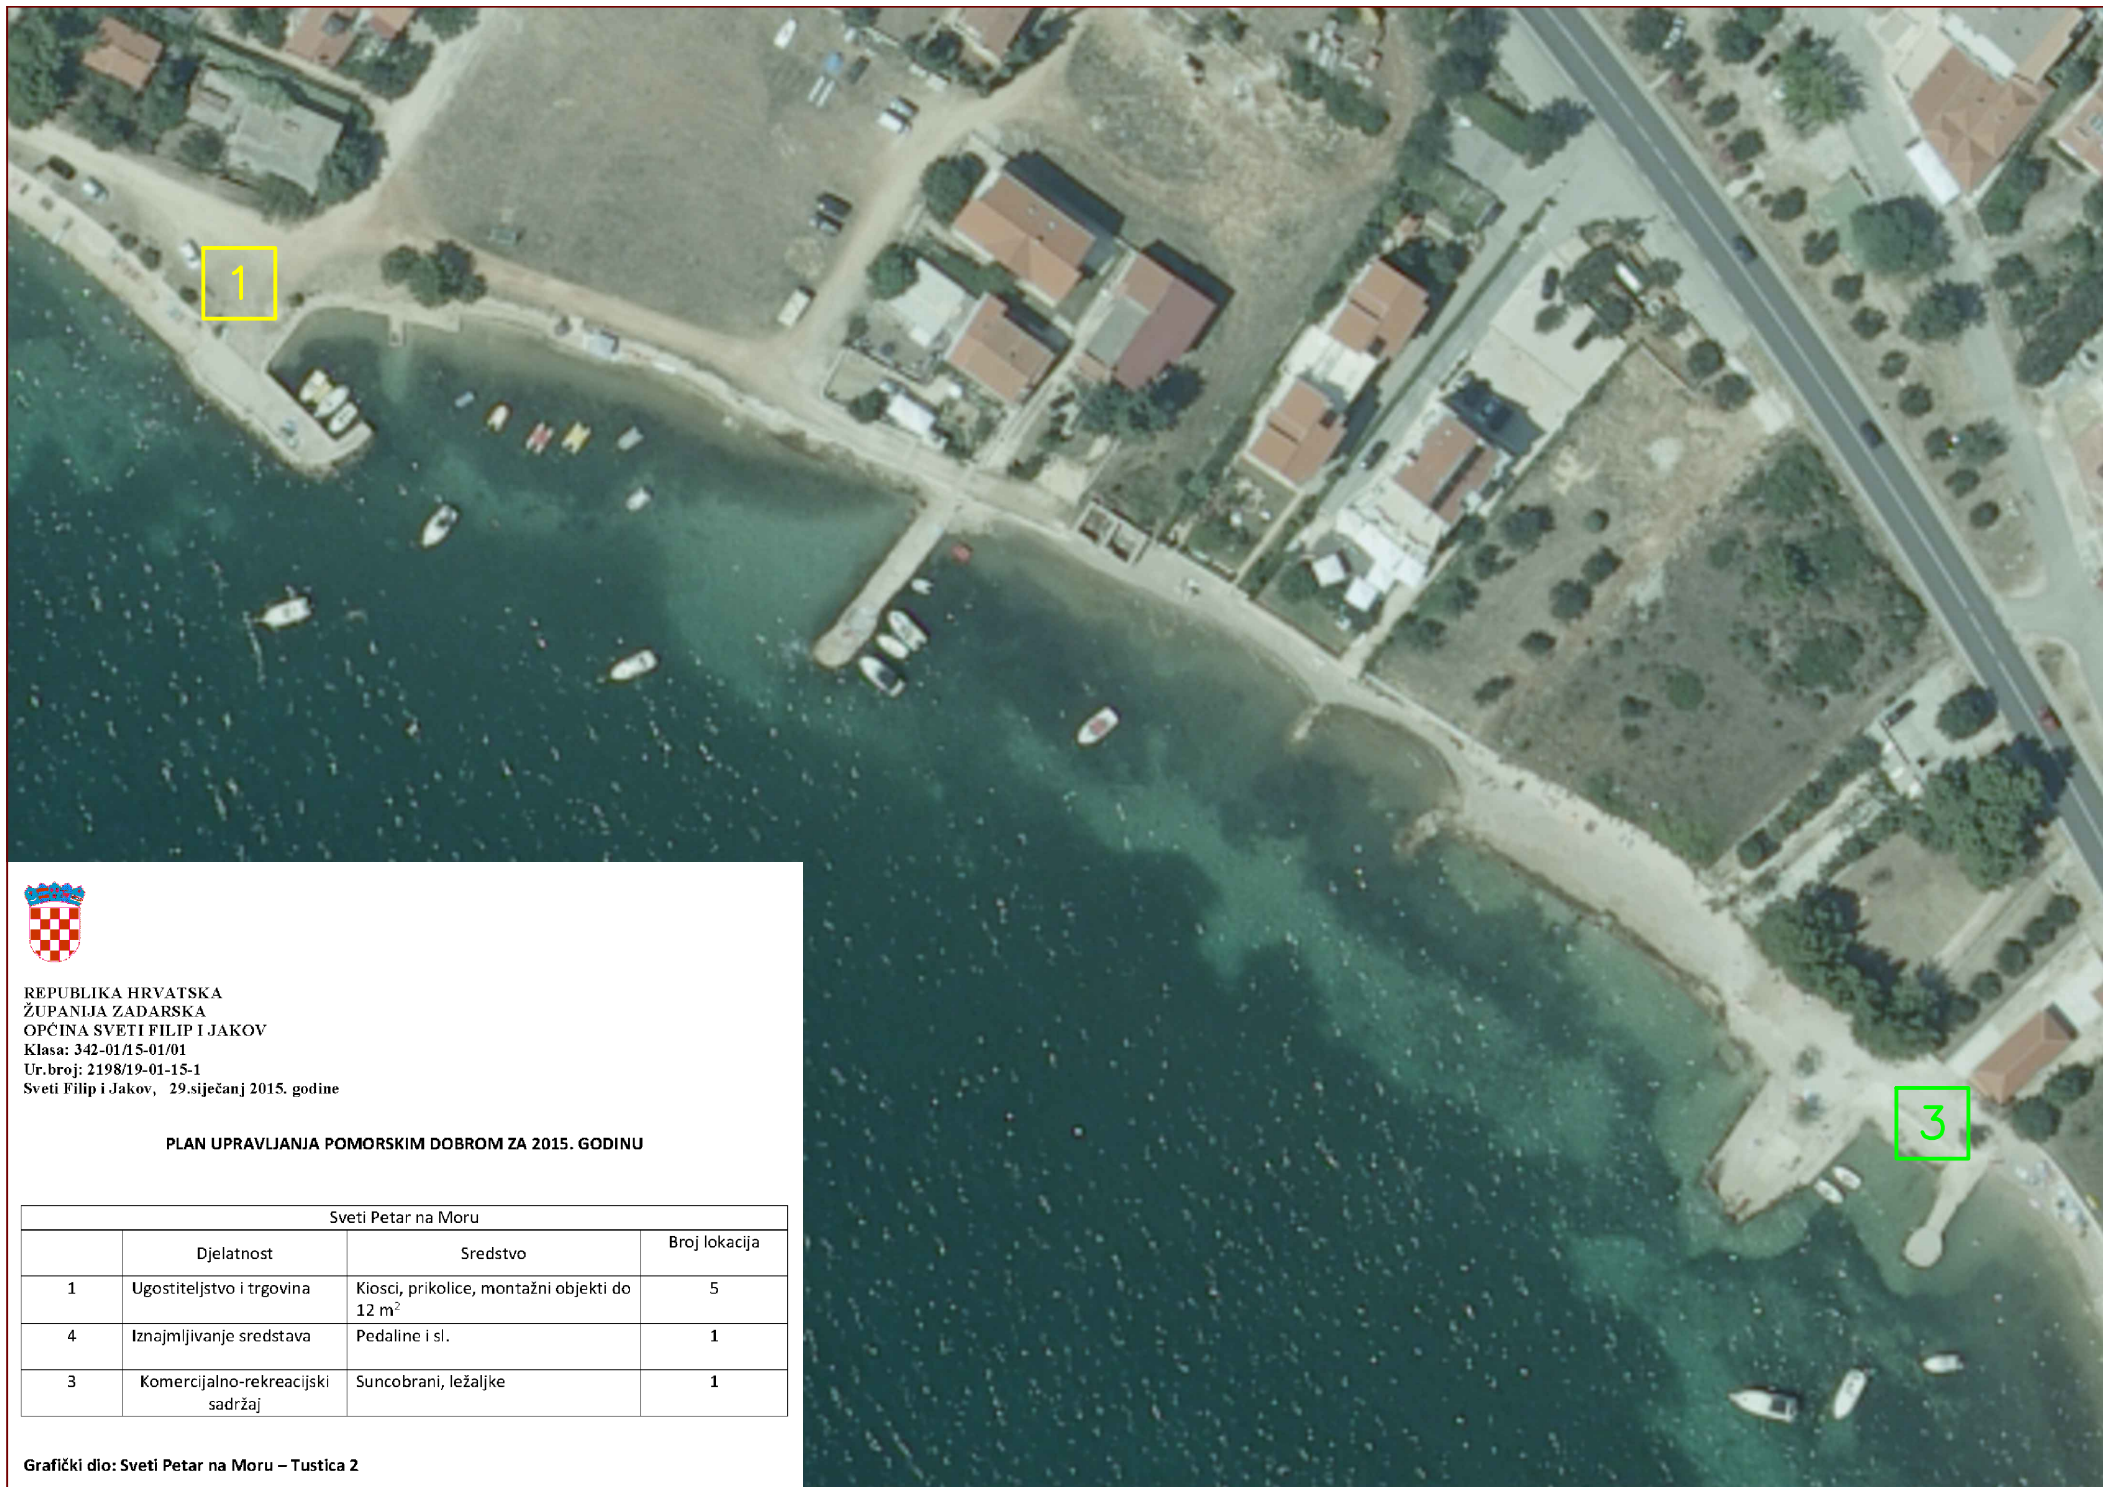 1
3
REPUBLIKA HRVATSKA
ŽUPANIJA ZADARSKA
OPĆINA SVETI FILIP I JAKOV
Klasa: 342-01/15-01/01
Ur.broj: 2198/19-01-15-1
Sveti Filip i Jakov, 29.siječanj 2015. godine
PLAN UPRAVLJANJA POMORSKIM DOBROM ZA 2015. GODINU
Sveti Petar na Moru
Djelatnost Sredstvo Broj lokacija
1 Ugostiteljstvo i trgovina Kiosci, prikolice, montažni objekti do 5
12 m²
4 Iznajmljivanje sredstava Pedaline i sl. 1
3 Komercijalno-rekreacijski Suncobrani, ležaljke 1
sadržaj
Grafički dio: Sveti Petar na Moru – Tustica 2